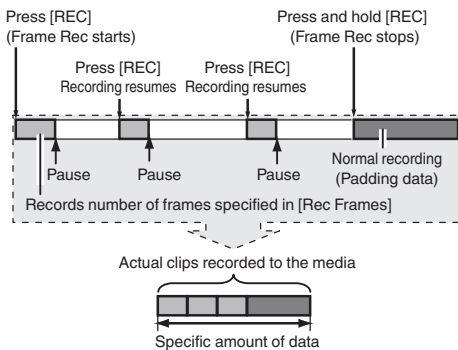 Press [REC]
(Frame Rec starts)
Press and hold [REC]
(Frame Rec stops)
Press [REC]
Recording resumes
Press [REC]
Recording resumes
Pause
Pause
Pause
Normal recording
(Padding data)
Records number of frames specified in [Rec Frames]
Actual clips recorded to the media
Specific amount of data